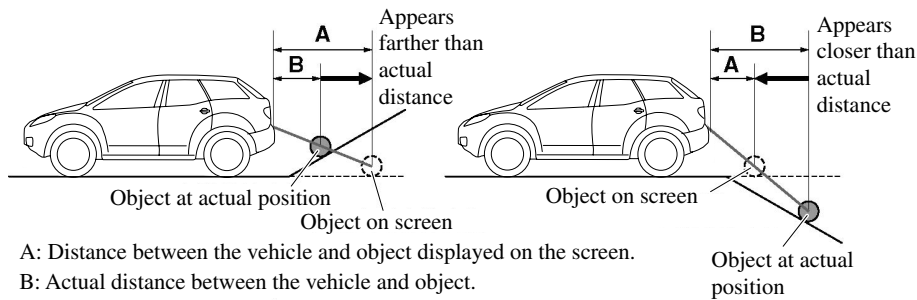 A
B
Appears
farther than
actual
distance
Object at actual position
Object on screen
B
A
Appears
closer than
actual
distance
Object on screen
Object at actual
position
A: Distance between the vehicle and object displayed on the screen.
B: Actual distance between the vehicle and object.